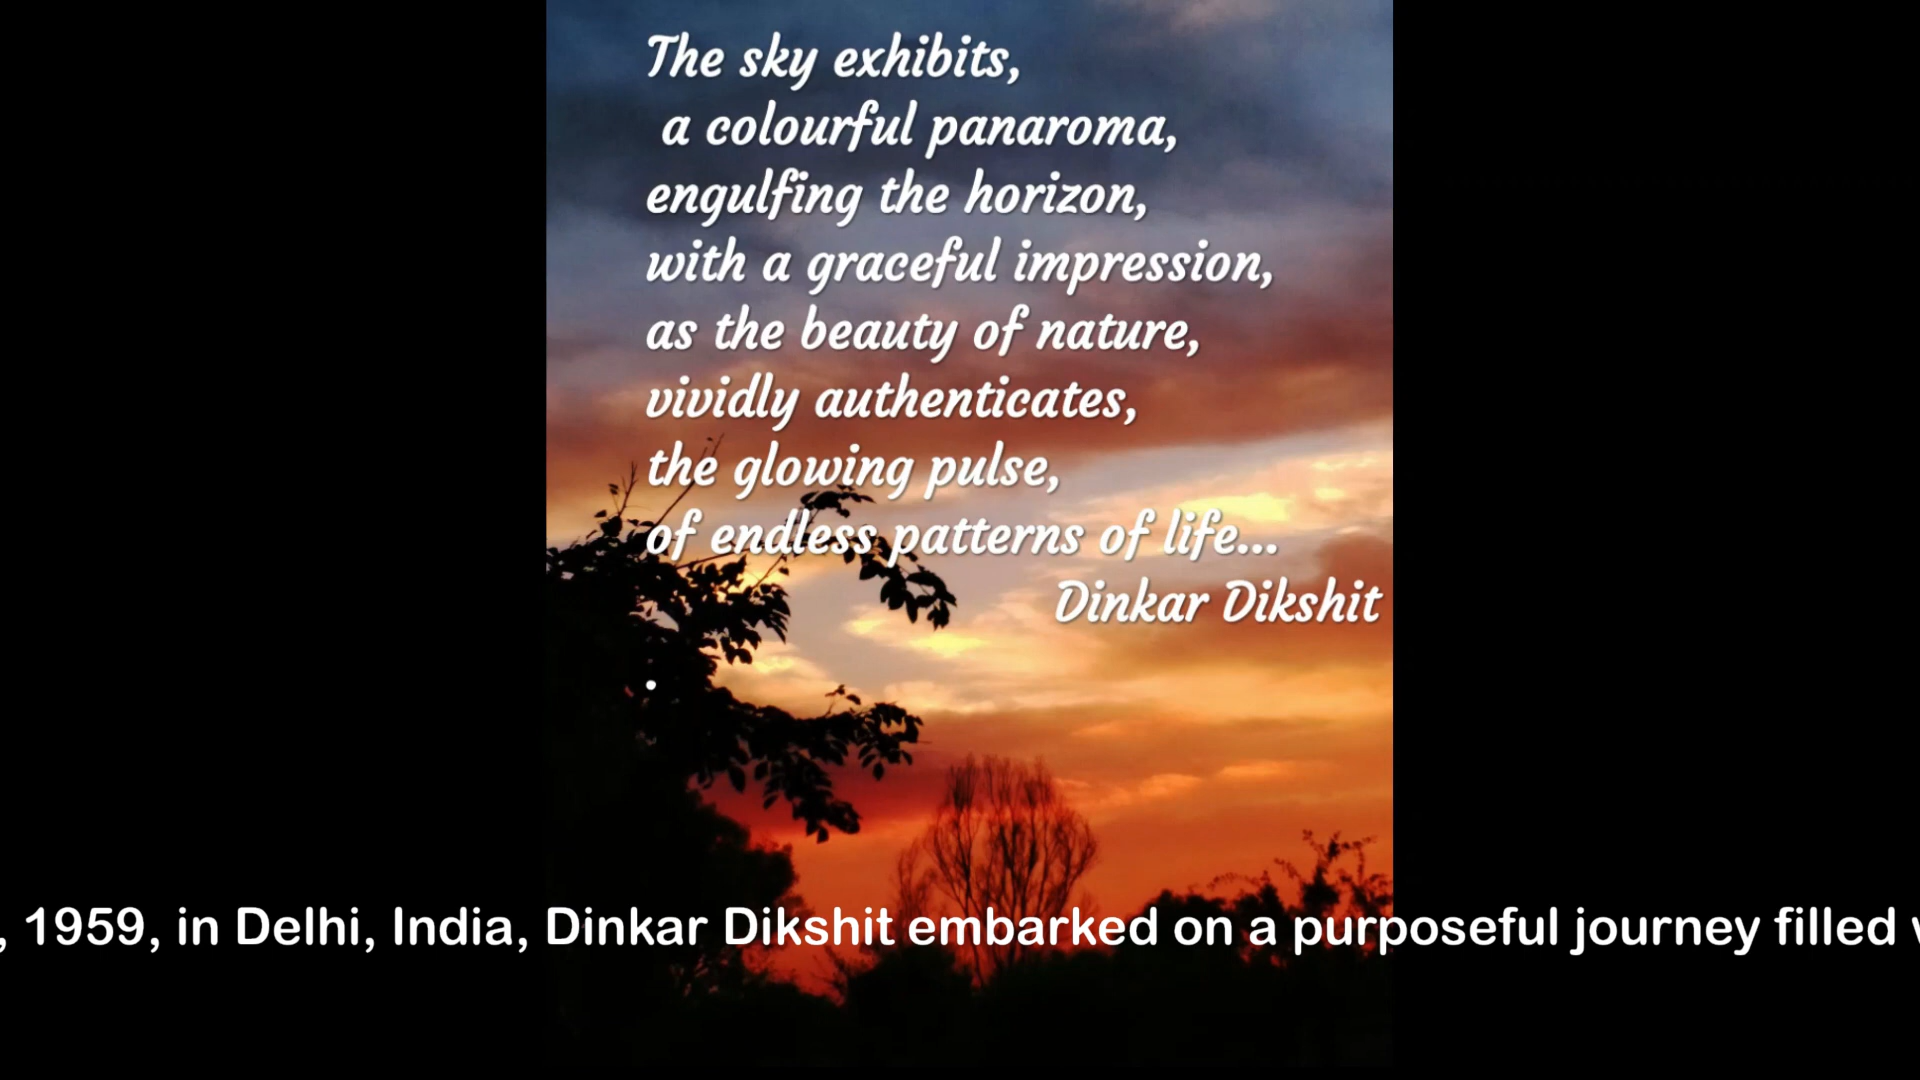 The sky exhibits,
a colourful panaroma,
engulfing the horizon,
with a graceful impression,
as the beauty of nature,
vividly authenticates,
the glowing pulse,
of endless patterns of life...
Dinkar Dikshit
.
, 1959, in Delhi, India, Dinkar Dikshit embarked on a purposeful journey filled